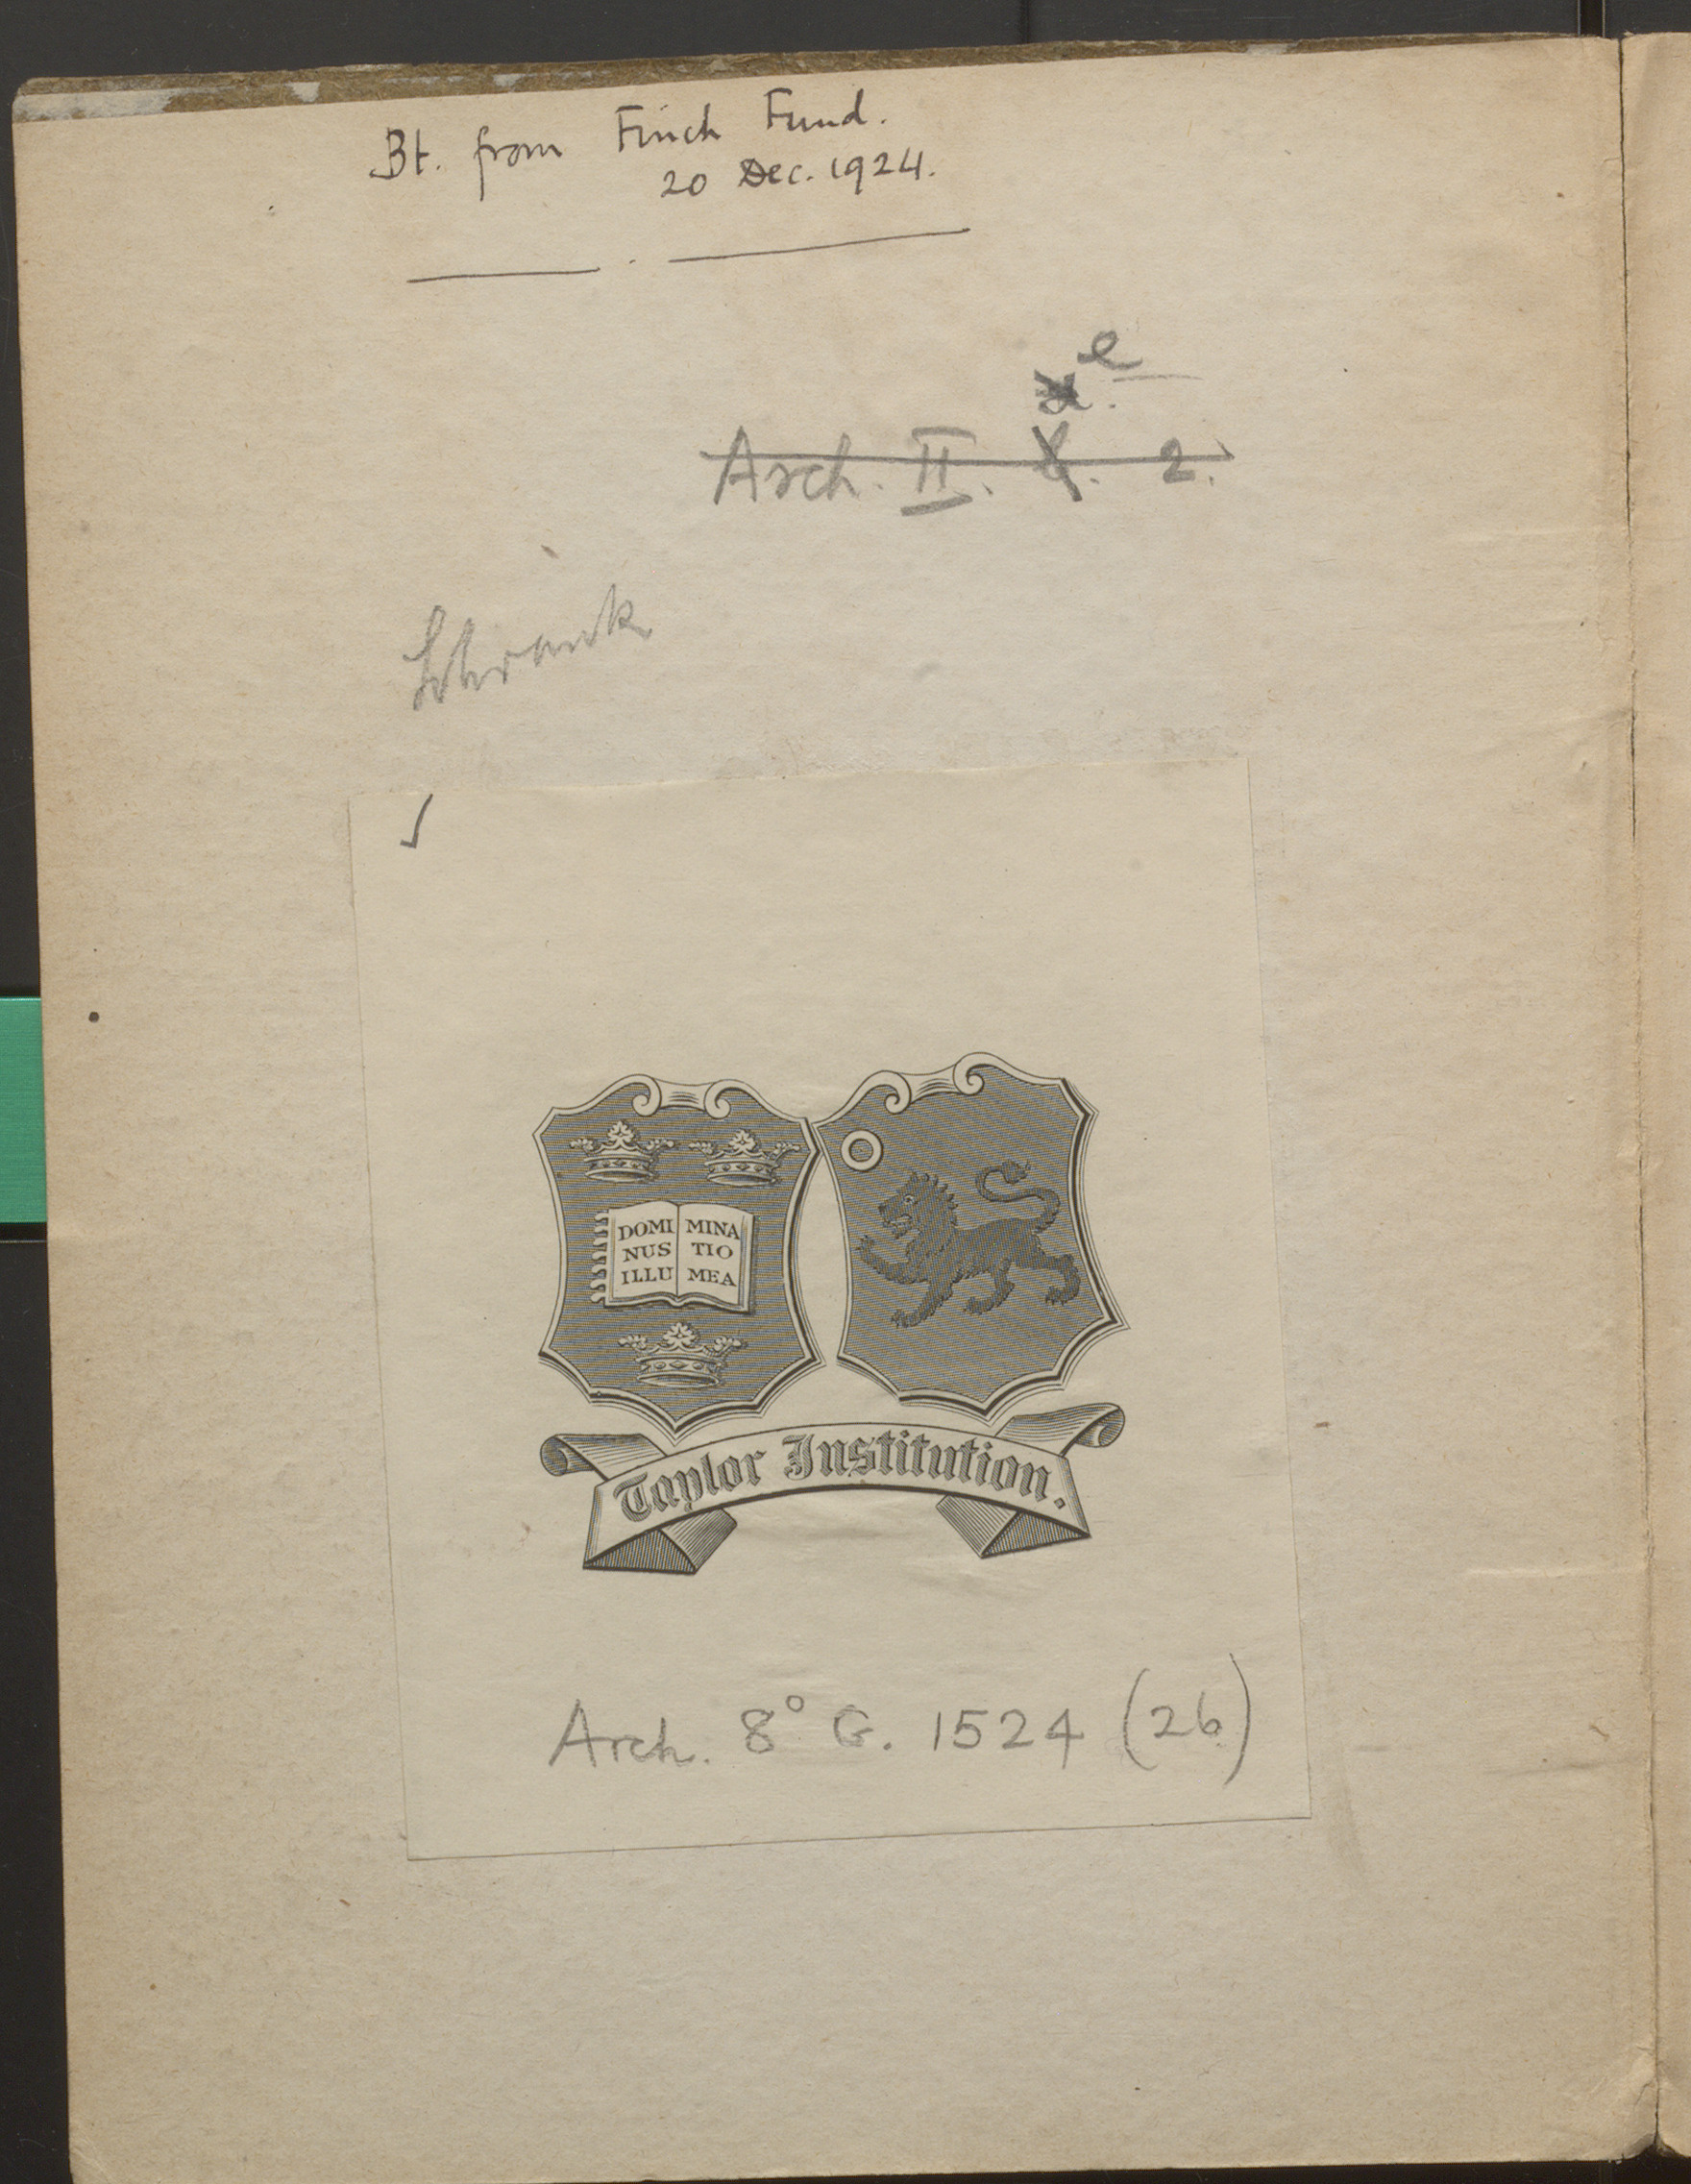 Bt. from Finch Fund.
20 Dec. 1924.
e
Arch. II. 2.
Schrank
DOMI MINA
NUS TIO
ILLU MEA
Taylor Institution.
Arch. 8° G. 1524 (26)